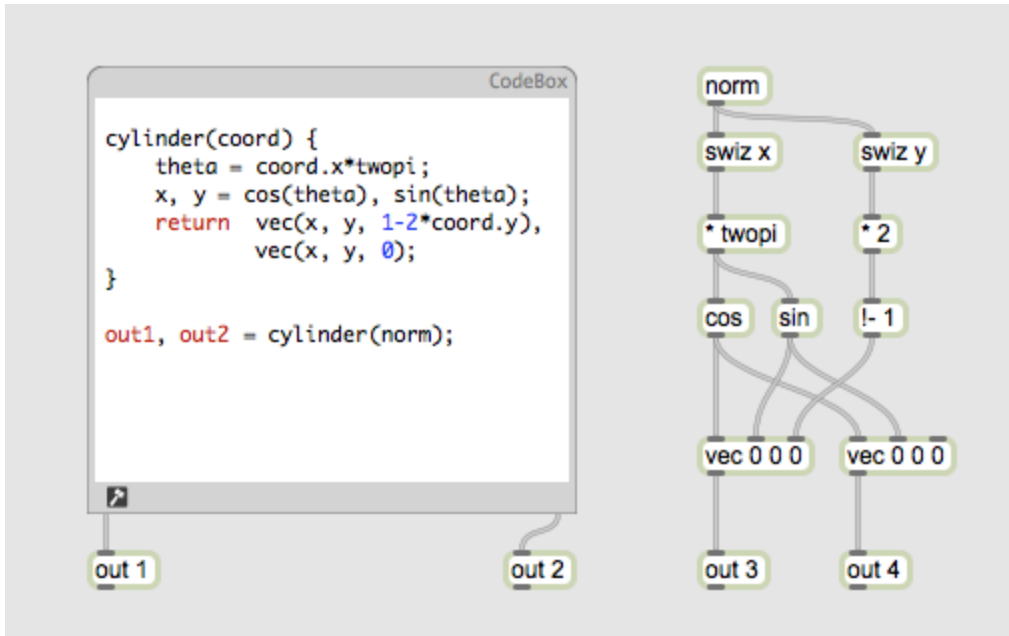 CodeBox
cylinder(coord) {
    theta = coord.x*twopi;
    x, y = cos(theta), sin(theta);
    return  vec(x, y, 1-2*coord.y),
            vec(x, y, 0);
}
out1, out2 = cylinder(norm);
out 1
out 2
norm
swiz x
swiz y
* twopi
* 2
cos
sin
!- 1
vec 0 0 0
vec 0 0 0
out 3
out 4